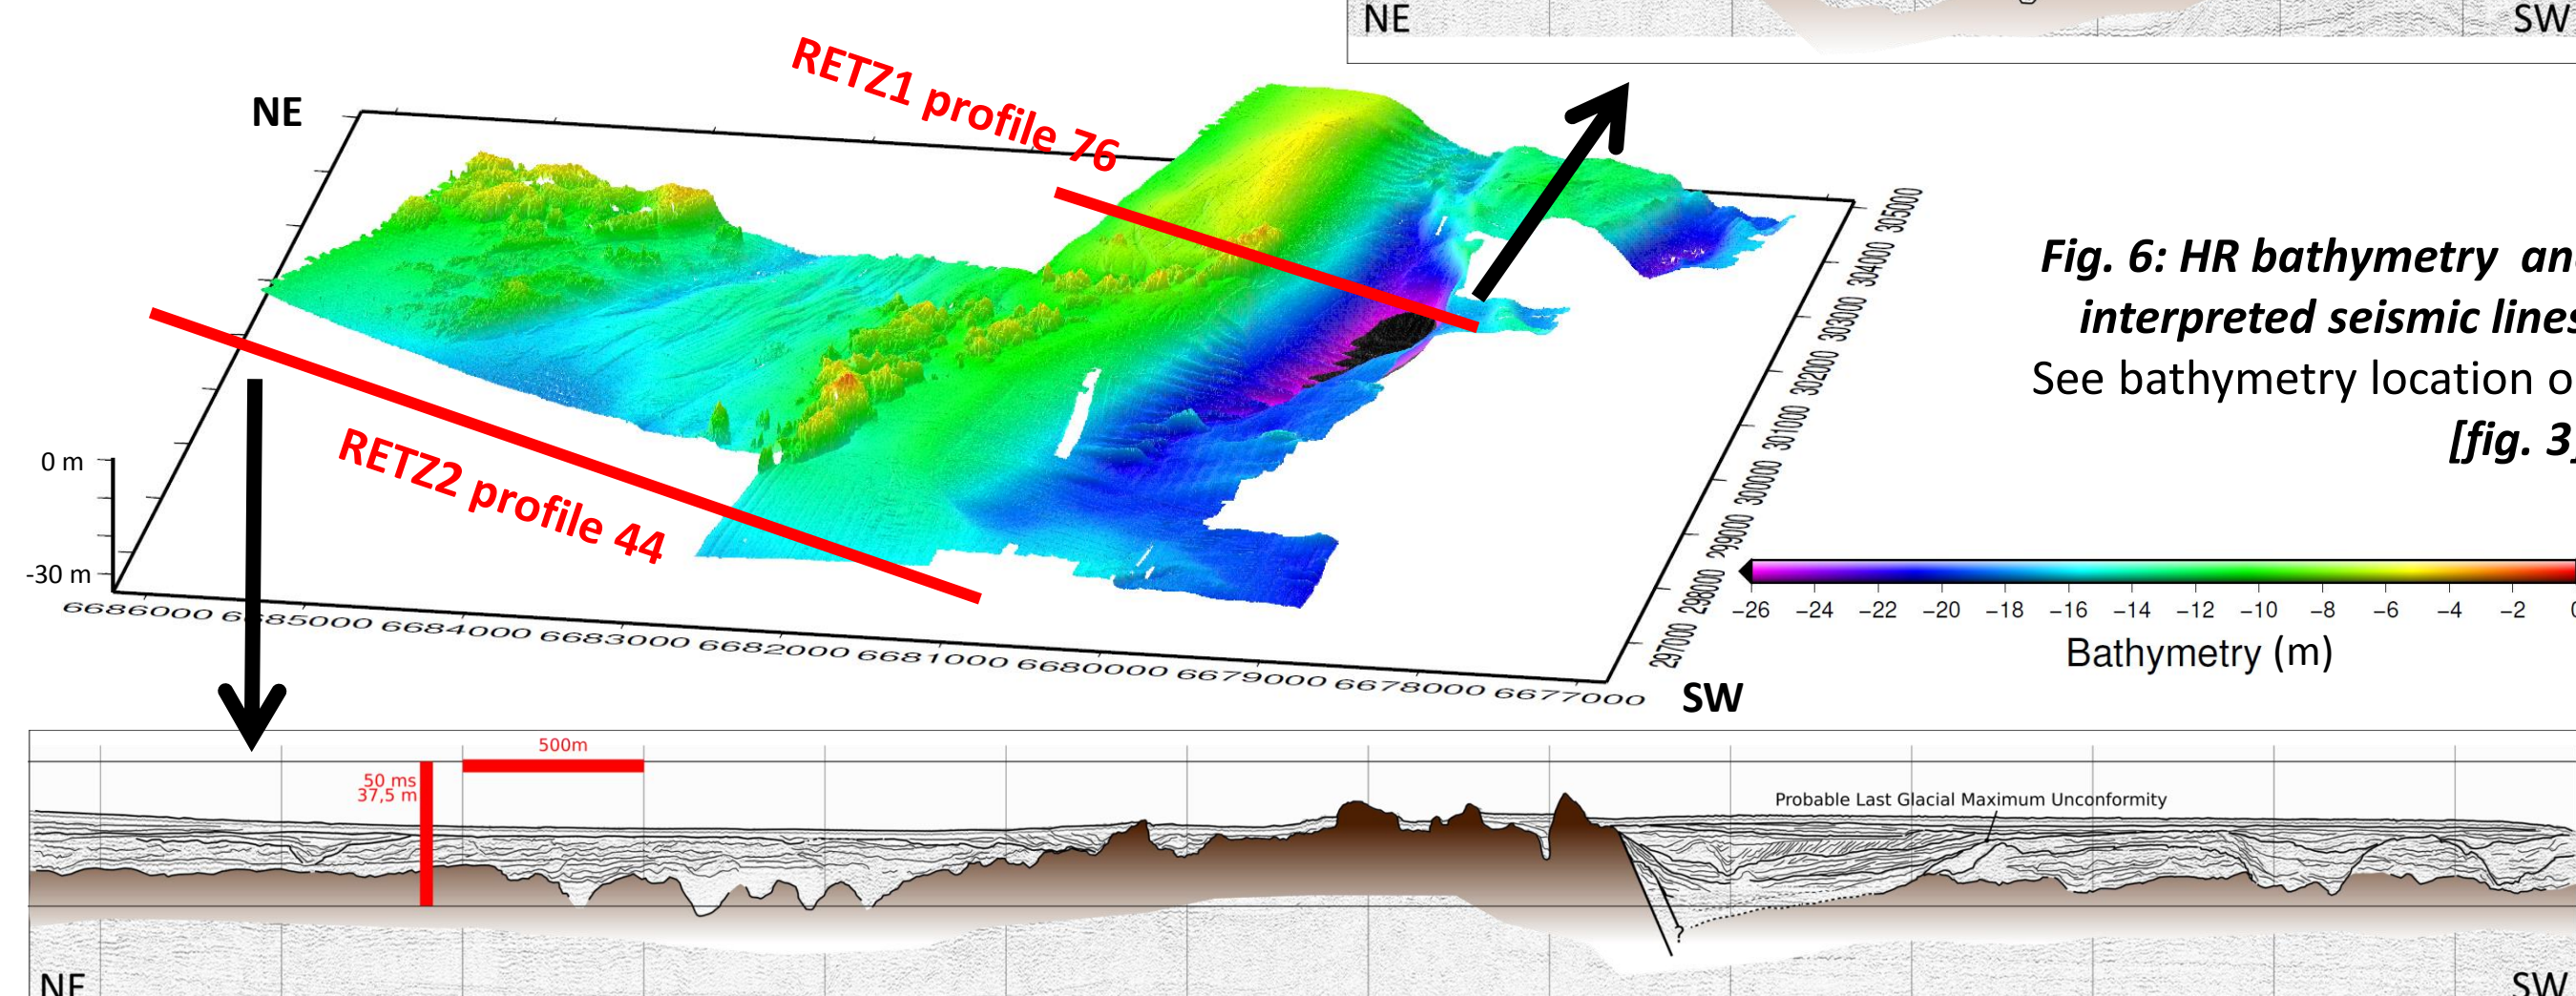 NE
SW
RETZ1 profile 76
NE
305000
304000
303000
302000
301000
300000
299000
298000
297000
Fig. 6: HR bathymetry
interpreted seismic lines
See bathymetry location
[fig. 3]
RETZ2 profile 44
0 m
-30 m
6686000 6685000 6684000 6683000 6682000 6681000 6680000 6679000 6678000 6677000
SW
−26 −24 −22 −20 −18 −16 −14 −12 −10 −8 −6 −4 −2 0
Bathymetry (m)
500m
50 ms
37,5 m
Probable Last Glacial Maximum Unconformity
?
NE
SW